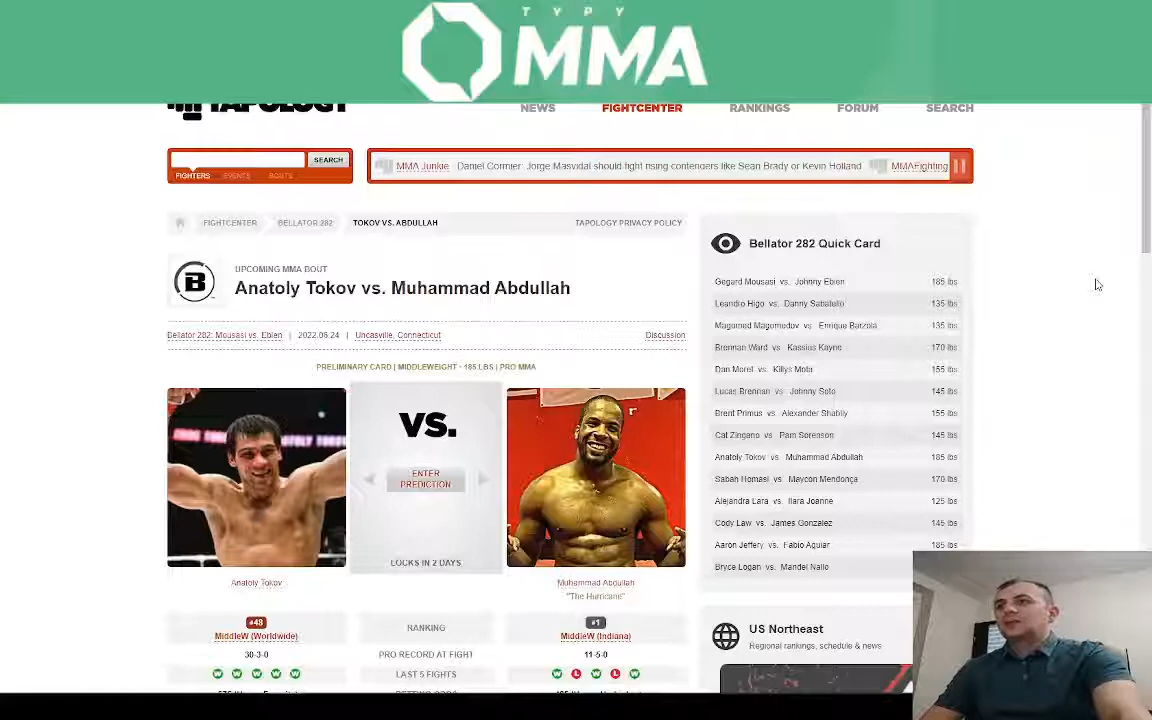 TYPY
MMA
TAPOLOGY
NEWS
FIGHTCENTER
RANKINGS
FORUM
SEARCH
SEARCH
FIGHTERS
EVENTS
BOUTS
MMA Junkie Daniel Cormier: Jorge Masvidal should fight rising contenders like Sean Brady or Kevin Holland
MMAFighting
FIGHTCENTER
BELLATOR 282
TOKOV VS. ABDULLAH
TAPOLOGY PRIVACY POLICY
B
UPCOMING MMA BOUT
Anatoly Tokov vs. Muhammad Abdullah
Bellator 282: Mousasi vs. Eblen | 2022.06.24 | Uncasville, Connecticut
Discussion
PRELIMINARY CARD | MIDDLEWEIGHT · 185 LBS | PRO MMA
VS.
ENTER
PREDICTION
LOCKS IN 2 DAYS
Anatoly Tokov
Muhammad Abdullah
"The Hurricane"
#48
MiddleW (Worldwide)
RANKING
#1
MiddleW (Indiana)
30-3-0
PRO RECORD AT FIGHT
11-5-0
W W W W W
LAST 5 FIGHTS
W L W L W
Bellator 282 Quick Card
Gegard Mousasi vs. Johnny Eblen 185 lbs
Leandro Higo vs. Danny Sabatello 135 lbs
Magomed Magomedov vs. Enrique Barzola 135 lbs
Brennan Ward vs. Kassius Kayne 170 lbs
Dan Moret vs. Killys Mota 155 lbs
Lucas Brennan vs. Johnny Soto 145 lbs
Brent Primus vs. Alexander Shabliy 155 lbs
Cat Zingano vs. Pam Sorenson 145 lbs
Anatoly Tokov vs. Muhammad Abdullah 185 lbs
Sabah Homasi vs. Maycon Mendonça 170 lbs
Alejandra Lara vs. Ilara Joanne 125 lbs
Cody Law vs. James Gonzalez 145 lbs
Aaron Jeffery vs. Fabio Aguiar 185 lbs
Bryce Logan vs. Mandel Nallo
US Northeast
Regional rankings, schedule & news